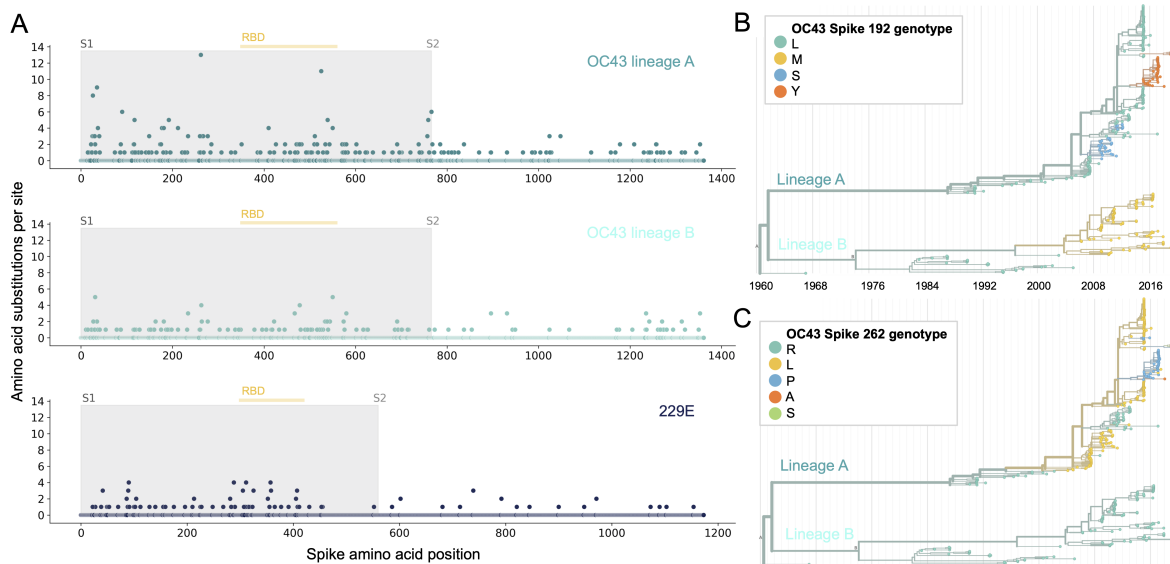 A
Amino acid substitutions per site
S1
RBD
S2
OC43 lineage A
14
12
10
8
6
4
2
0
0 200 400 600 800 1000 1200 1400
S1
RBD
S2
OC43 lineage B
14
12
10
8
6
4
2
0
0 200 400 600 800 1000 1200 1400
S1
RBD
S2
229E
14
12
10
8
6
4
2
0
0 200 400 600 800 1000 1200
Spike amino acid position
B
OC43 Spike 192 genotype
L
M
S
Y
Lineage A
Lineage B
A
B
1960 1968 1976 1984 1992 2000 2008 2016
C
OC43 Spike 262 genotype
R
L
P
A
S
Lineage A
Lineage B
A